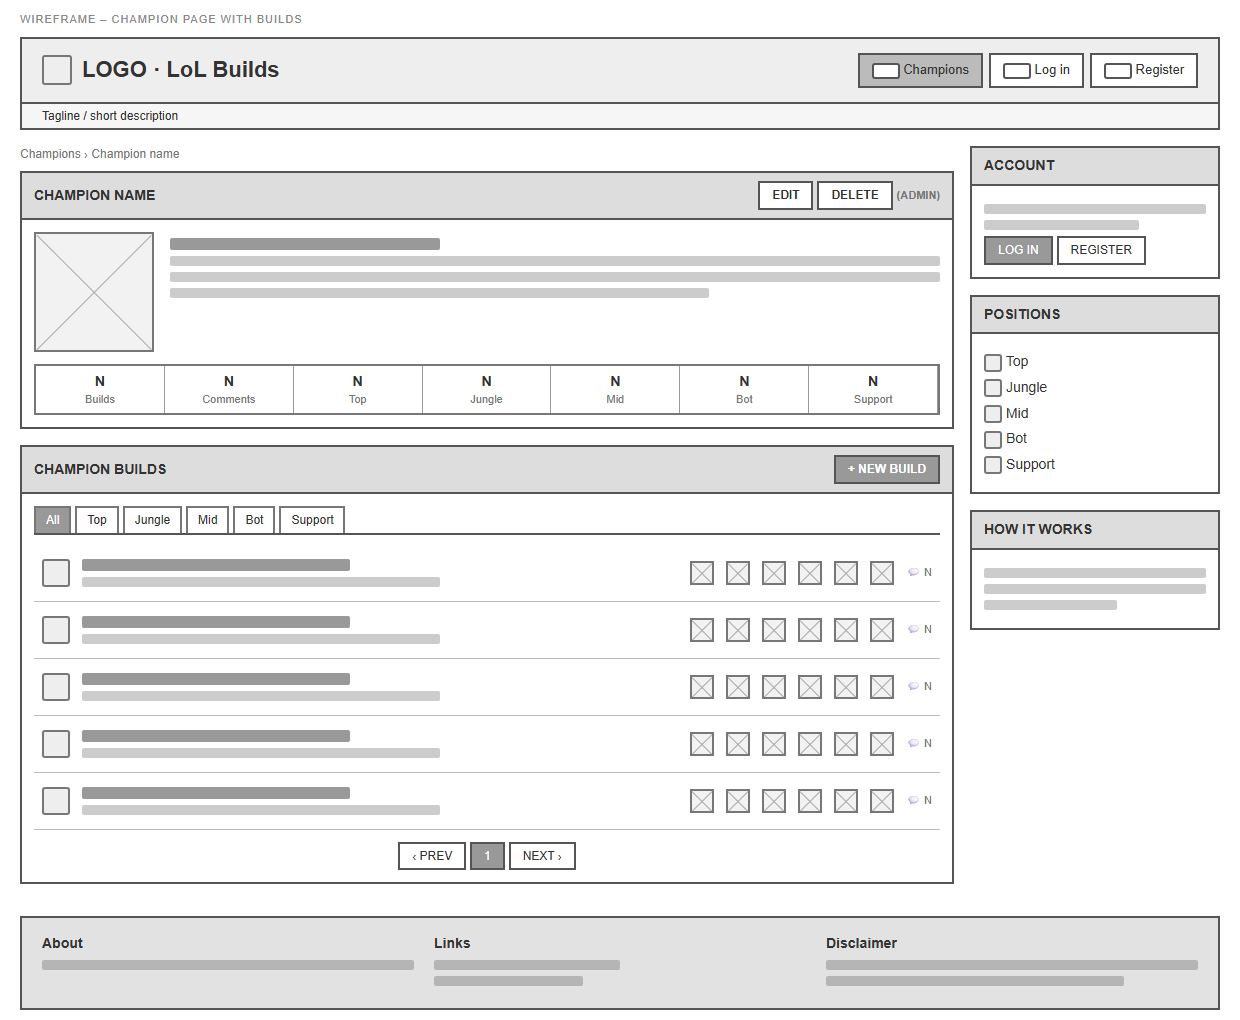 WIREFRAME – CHAMPION PAGE WITH BUILDS
LOGO · LoL Builds
Champions
Log in
Register
Tagline / short description
Champions › Champion name
CHAMPION NAME
EDIT
DELETE
(ADMIN)
N
Builds
N
Comments
N
Top
N
Jungle
N
Mid
N
Bot
N
Support
CHAMPION BUILDS
+ NEW BUILD
All
Top
Jungle
Mid
Bot
Support
N
N
N
N
N
‹ PREV
1
NEXT ›
ACCOUNT
LOG IN
REGISTER
POSITIONS
Top
Jungle
Mid
Bot
Support
HOW IT WORKS
About
Links
Disclaimer